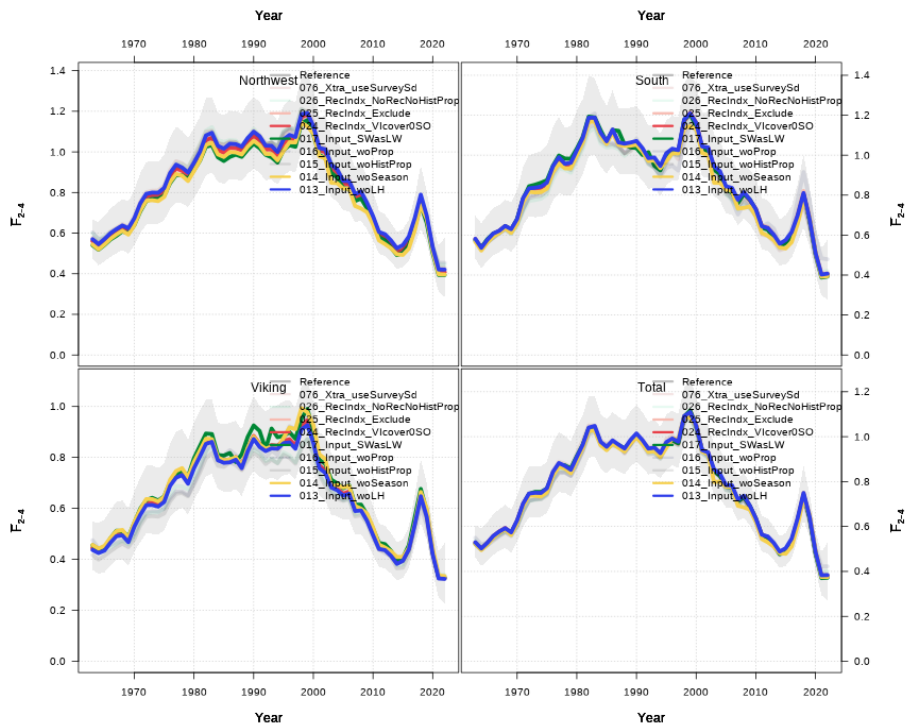 Year Year
1970 1980 1990 2000 2010 2020 1970 1980 1990 2000 2010 2020
Northwest
Reference
076_Xtra_useSurveySd
026_RecIndx_NoRecNoHistProp
025_RecIndx_Exclude
024_RecIndx_VIcover0SO
017_Input_SWasLW
016_Input_woProp
015_Input_woHistProp
014_Input_woSeason
013_Input_woLH
1.4
1.2
1.0
0.8
0.6
0.4
0.2
0.0
F̅2−4
South
Reference
076_Xtra_useSurveySd
026_RecIndx_NoRecNoHistProp
025_RecIndx_Exclude
024_RecIndx_VIcover0SO
017_Input_SWasLW
016_Input_woProp
015_Input_woHistProp
014_Input_woSeason
013_Input_woLH
1.4
1.2
1.0
0.8
0.6
0.4
0.2
0.0
F̅2−4
Viking
Reference
076_Xtra_useSurveySd
026_RecIndx_NoRecNoHistProp
025_RecIndx_Exclude
024_RecIndx_VIcover0SO
017_Input_SWasLW
016_Input_woProp
015_Input_woHistProp
014_Input_woSeason
013_Input_woLH
1.0
0.8
0.6
0.4
0.2
0.0
F̅2−4
Total
Reference
076_Xtra_useSurveySd
026_RecIndx_NoRecNoHistProp
025_RecIndx_Exclude
024_RecIndx_VIcover0SO
017_Input_SWasLW
016_Input_woProp
015_Input_woHistProp
014_Input_woSeason
013_Input_woLH
1.2
1.0
0.8
0.6
0.4
0.2
0.0
F̅2−4
1970 1980 1990 2000 2010 2020 1970 1980 1990 2000 2010 2020
Year Year